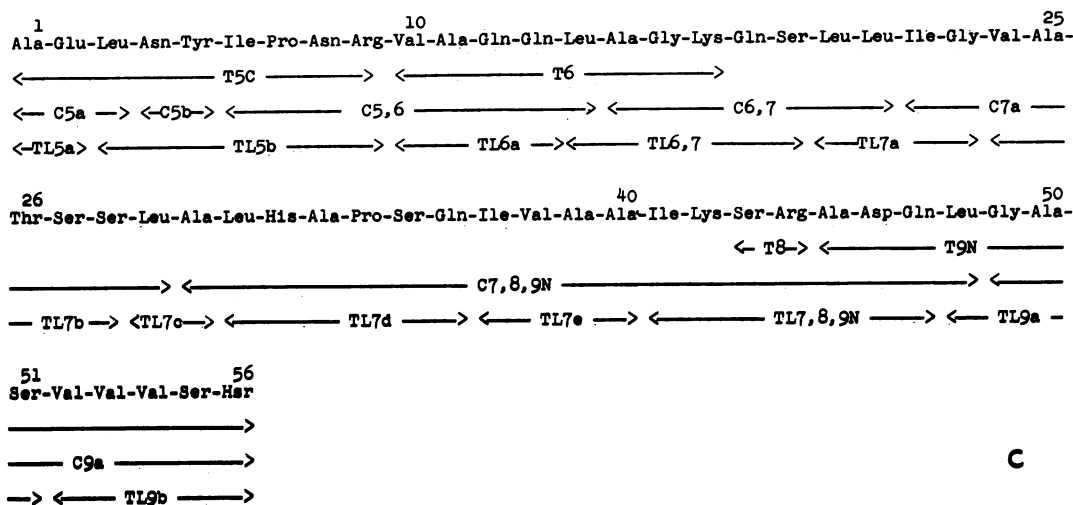 1 10 25
Ala-Glu-Leu-Asn-Tyr-Ile-Pro-Asn-Arg-Val-Ala-Gln-Gln-Leu-Ala-Gly-Lys-Gln-Ser-Leu-Leu-Ile-Gly-Val-Ala-
<———— T5C ————> <———— T6 ————>
<— C5a —> <-C5b-> <———— C5,6 ————> <——— C6,7 ———> <——— C7a ——
<-TL5a> <———— TL5b ————> <—— TL6a —><—— TL6,7 ——> <— TL7a —> <——
26 40 50
Thr-Ser-Ser-Leu-Ala-Leu-His-Ala-Pro-Ser-Gln-Ile-Val-Ala-Ala-Ile-Lys-Ser-Arg-Ala-Asp-Gln-Leu-Gly-Ala-
<- T8-> <———— T9N ——
————> <———— C7,8,9N ————> <——
— TL7b —> <TL7c —> <——— TL7d ———> <—— TL7e —> <——— TL7,8,9N ——> <— TL9a -
51 56
Ser-Val-Val-Val-Ser-Hsr
————>
—— C9a ——>
—> <—— TL9b ——>
C